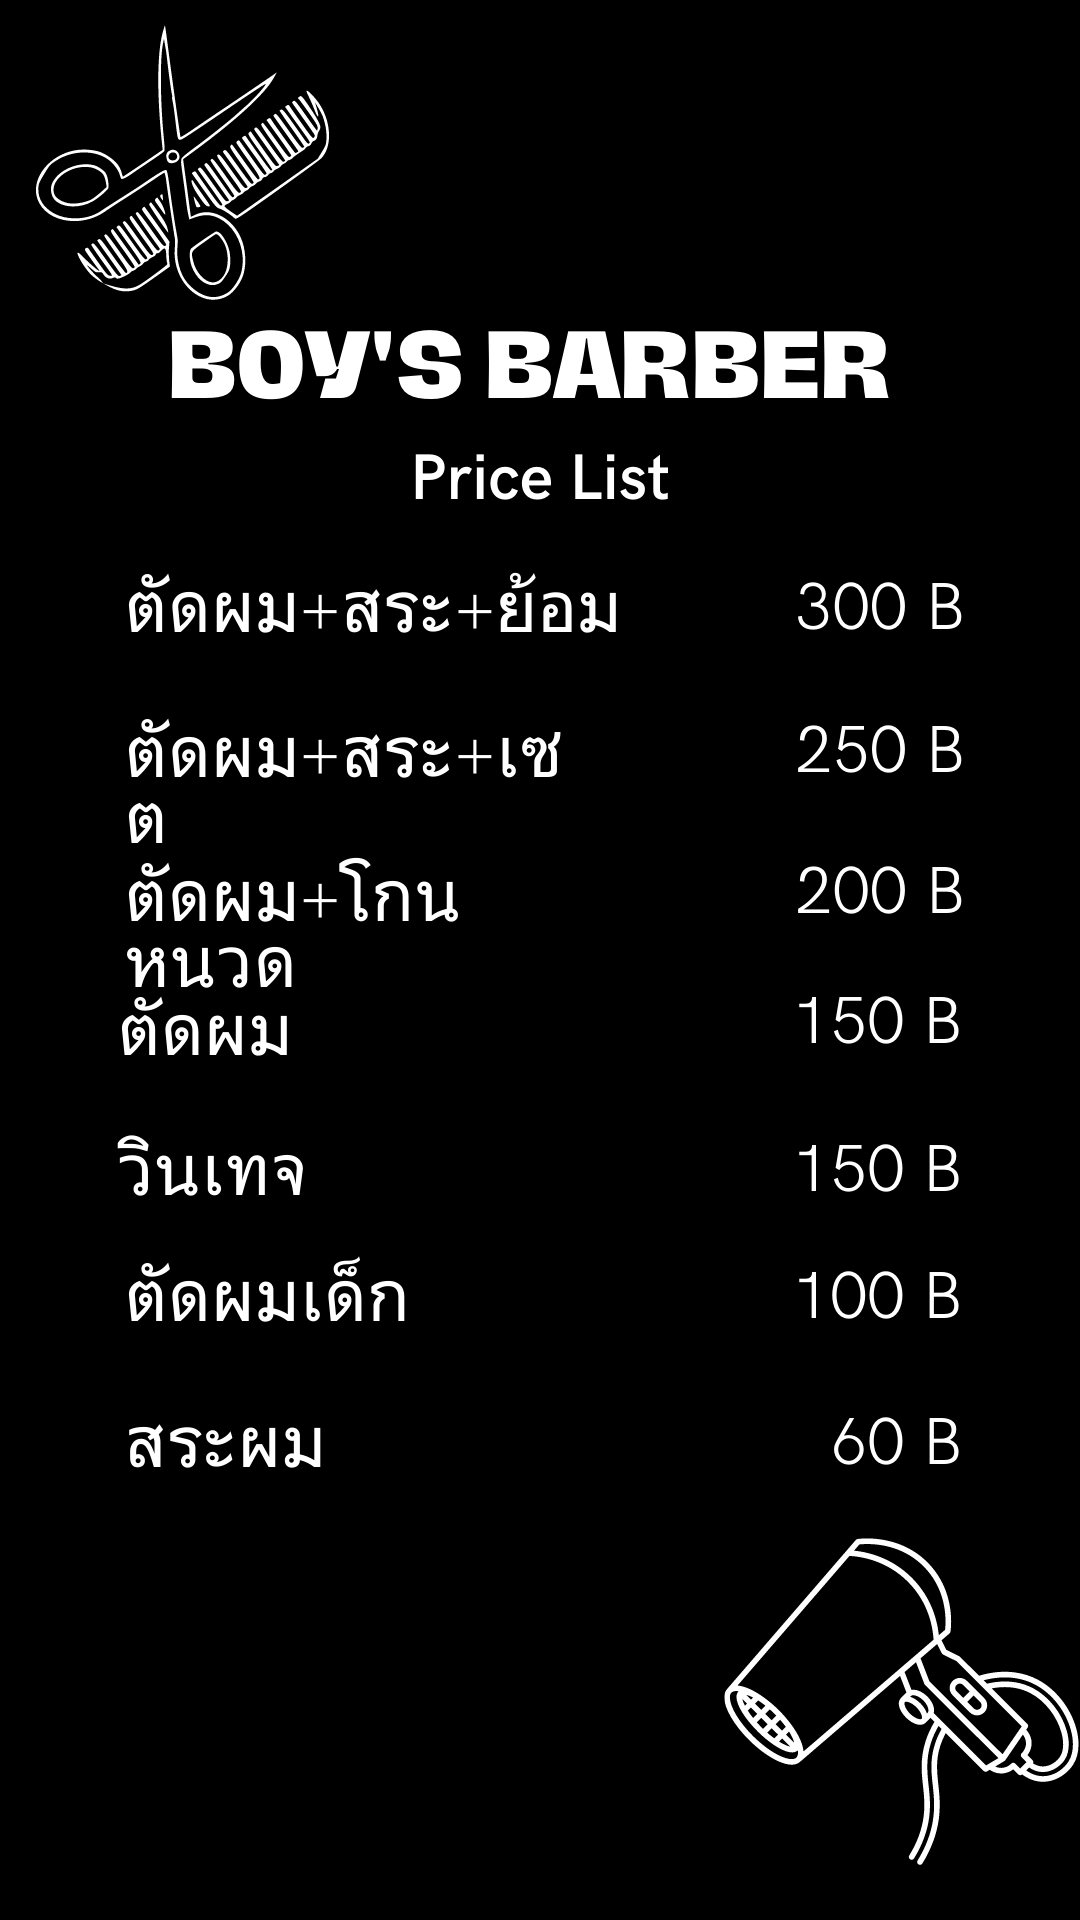 BOY'S BARBER
Price List
ตัดผม+สระ+ย้อม 300 B
ตัดผม+สระ+เซ 250 B
ต
ตัดผม+โกน 200 B
หนวด
ตัดผม 150 B
วินเทจ 150 B
ตัดผมเด็ก 100 B
สระผม 60 B